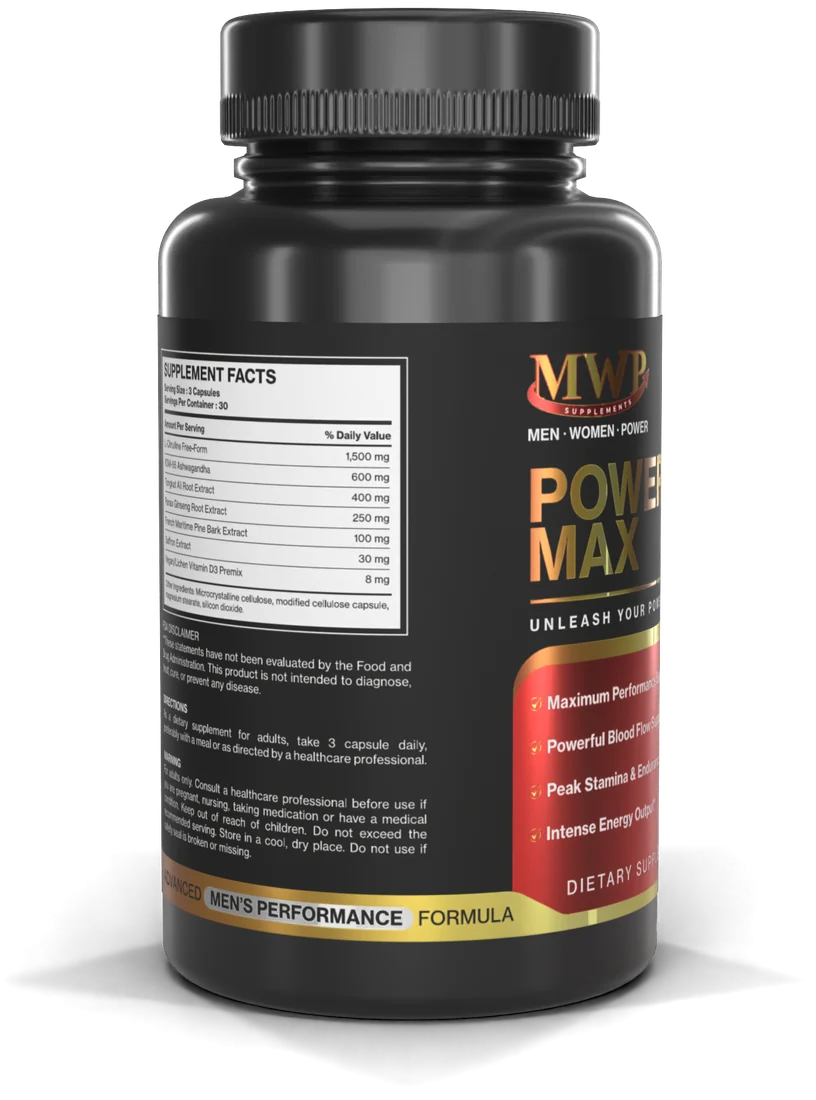 SUPPLEMENT FACTS
Serving Size : 3 Capsules
Servings Per Container : 30
Amount Per Serving
% Daily Value
L-Citrulline Free-Form 1,500 mg
KSM-66 Ashwagandha 600 mg
Tongkat Ali Root Extract 400 mg
Panax Ginseng Root Extract 250 mg
French Maritime Pine Bark Extract 100 mg
Saffron Extract 30 mg
Vegan/Lichen Vitamin D3 Premix 8 mg
Other Ingredients: Microcrystalline cellulose, modified cellulose capsule,
magnesium stearate, silicon dioxide.
FDA DISCLAIMER
*These statements have not been evaluated by the Food and
Drug Administration. This product is not intended to diagnose,
treat, cure, or prevent any disease.
DIRECTIONS
As a dietary supplement for adults, take 3 capsule daily,
preferably with a meal or as directed by a healthcare professional.
WARNING
For adults only. Consult a healthcare professional before use if
you are pregnant, nursing, taking medication or have a medical
condition. Keep out of reach of children. Do not exceed the
recommended serving. Store in a cool, dry place. Do not use if
safety seal is broken or missing.
ADVANCED MEN'S PERFORMANCE FORMULA
MWP
SUPPLEMENTS
MEN · WOMEN · POWER
POWER
MAX
UNLEASH YOUR
Maximum Performance
Powerful Blood Flow
Peak Stamina &
Intense Energy Output*
DIETARY